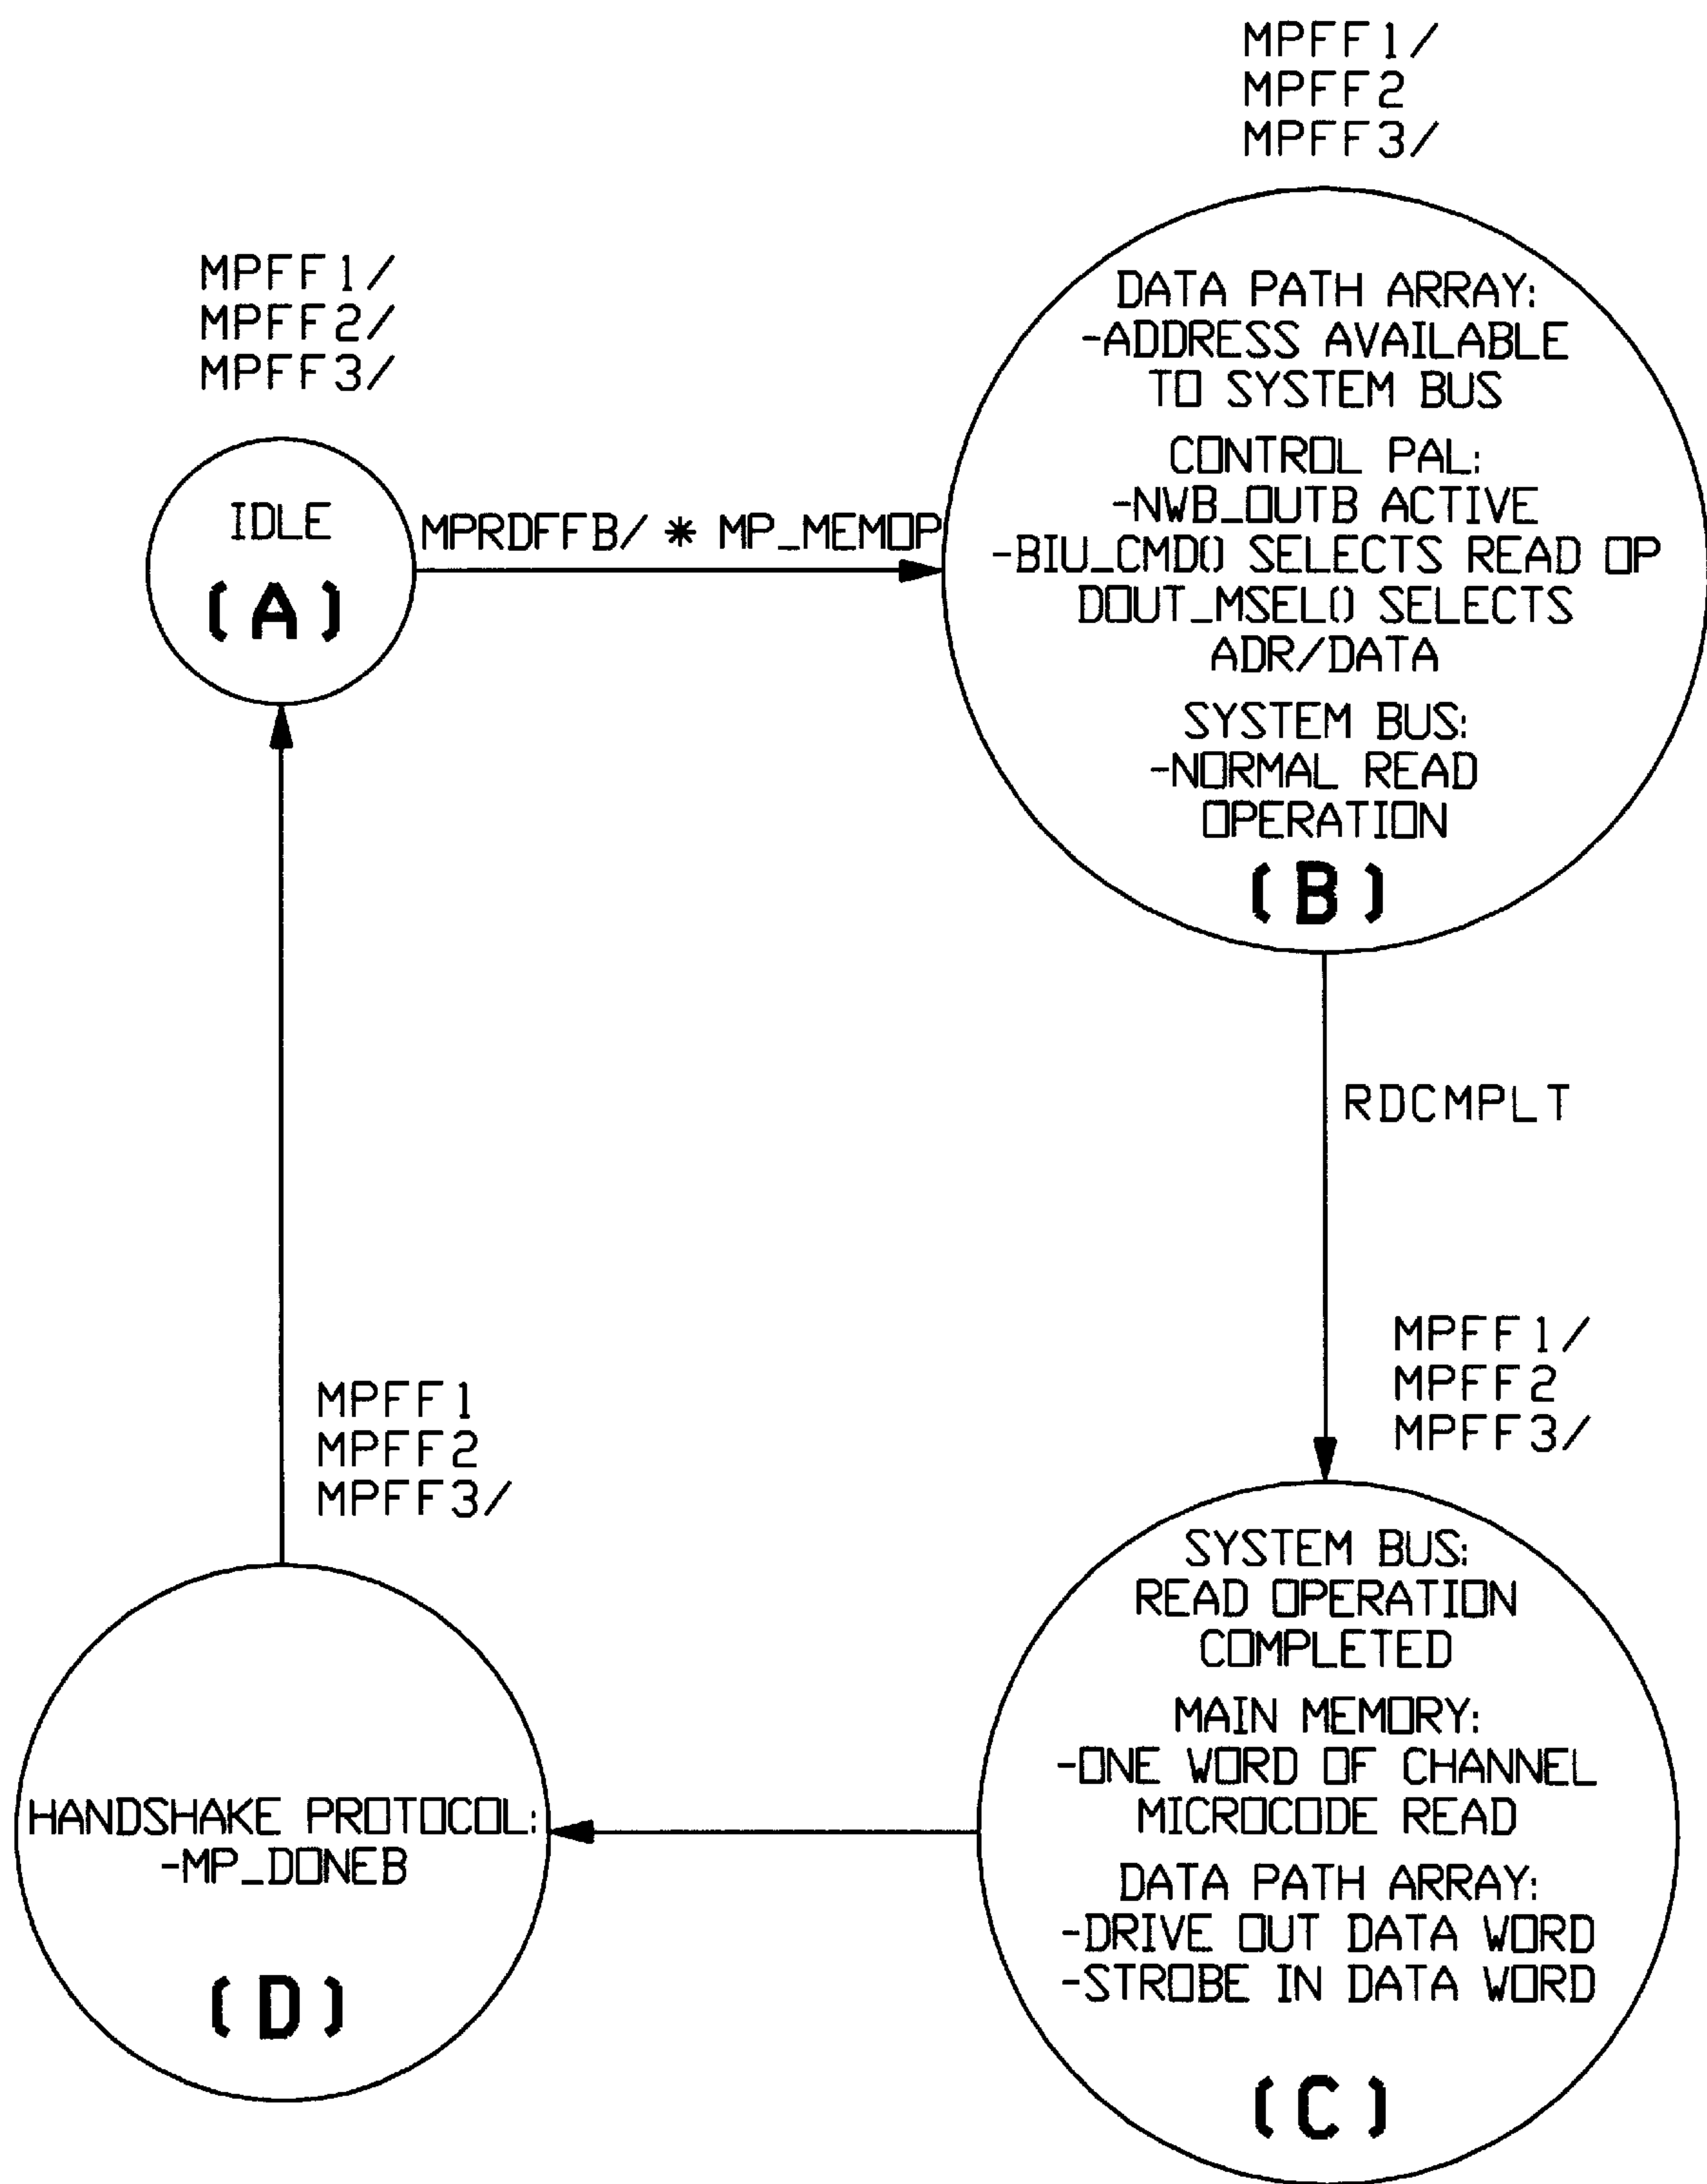 MPFF1/
MPFF2/
MPFF3/
IDLE
(A)
MPRDFFB/ * MP_MEMOP
MPFF1/
MPFF2
MPFF3/
DATA PATH ARRAY:
-ADDRESS AVAILABLE
TO SYSTEM BUS
CONTROL PAL:
-NWB_OUTB ACTIVE
-BIU_CMD() SELECTS READ OP
DOUT_MSEL() SELECTS
ADR/DATA
SYSTEM BUS:
-NORMAL READ
OPERATION
(B)
RDCMPLT
MPFF1/
MPFF2
MPFF3/
SYSTEM BUS:
READ OPERATION
COMPLETED
MAIN MEMORY:
-ONE WORD OF CHANNEL
MICROCODE READ
DATA PATH ARRAY:
-DRIVE OUT DATA WORD
-STROBE IN DATA WORD
(C)
MPFF1
MPFF2
MPFF3/
HANDSHAKE PROTOCOL:
-MP_DONEB
(D)